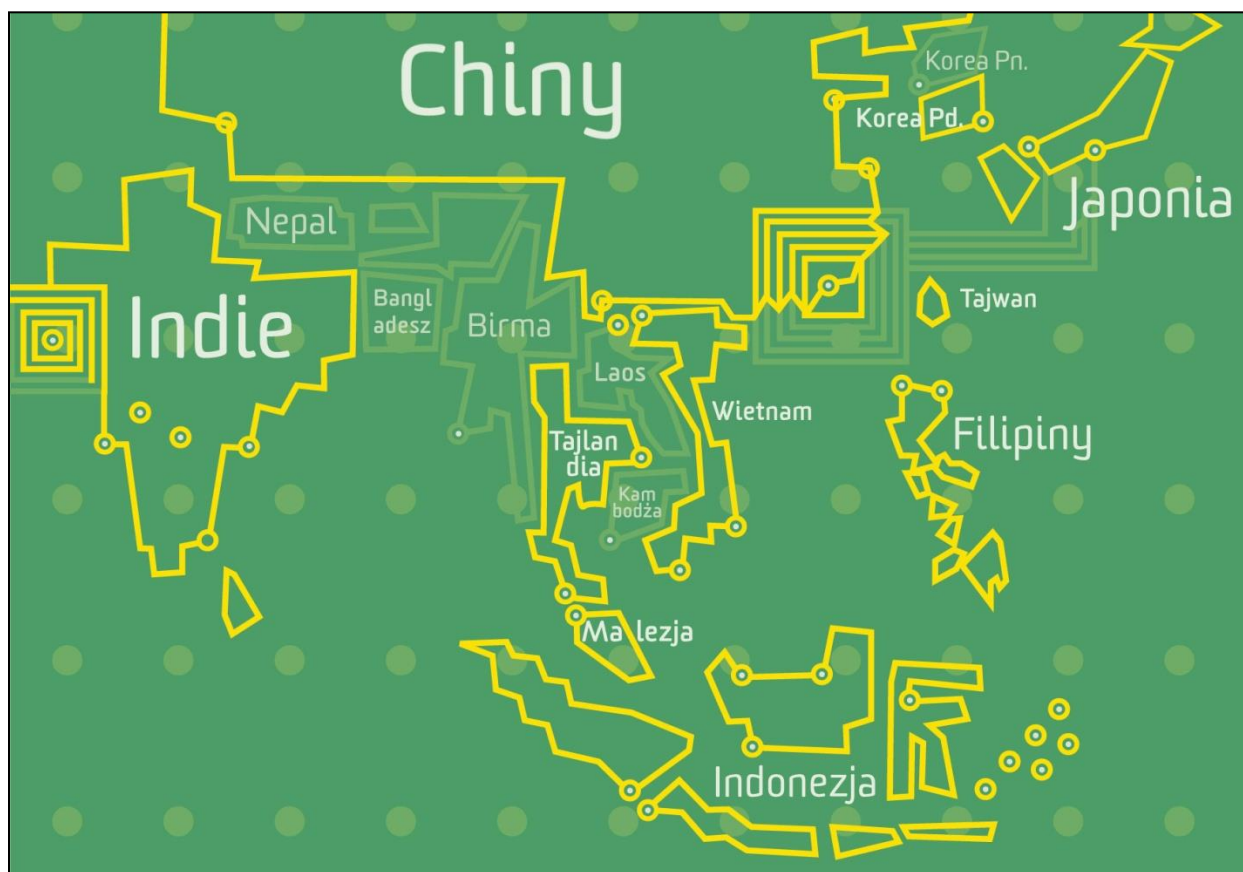 Chiny
Korea Pn.
Korea Pd.
Japonia
Nepal
Indie
Bangl
adesz
Birma
Tajwan
Laos
Wietnam
Filipiny
Tajlan
dia
Kam
bodża
Ma lezja
Indonezja